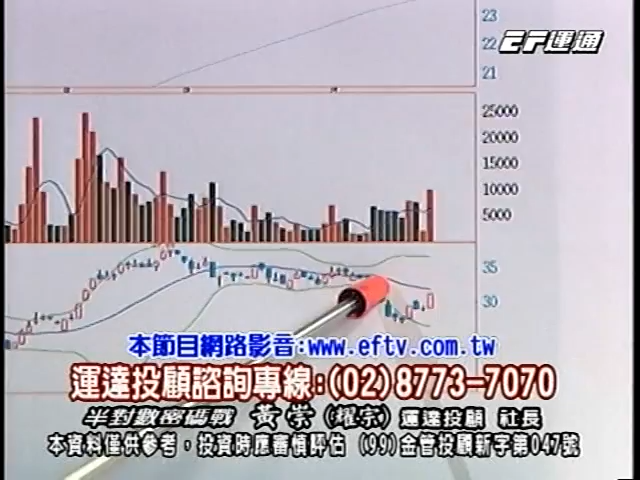 23
EF運通
22
21
25000
20000
15000
10000
5000
35
30
本節目網路影音:www.eftv.com.tw
運達投顧諮詢專線:(02)8773-7070
半對數密碼戰 黃崇(耀宗)運達投顧 社長
本資料僅供參考，投資時應審慎評估 (99)金管投顧新字第047號